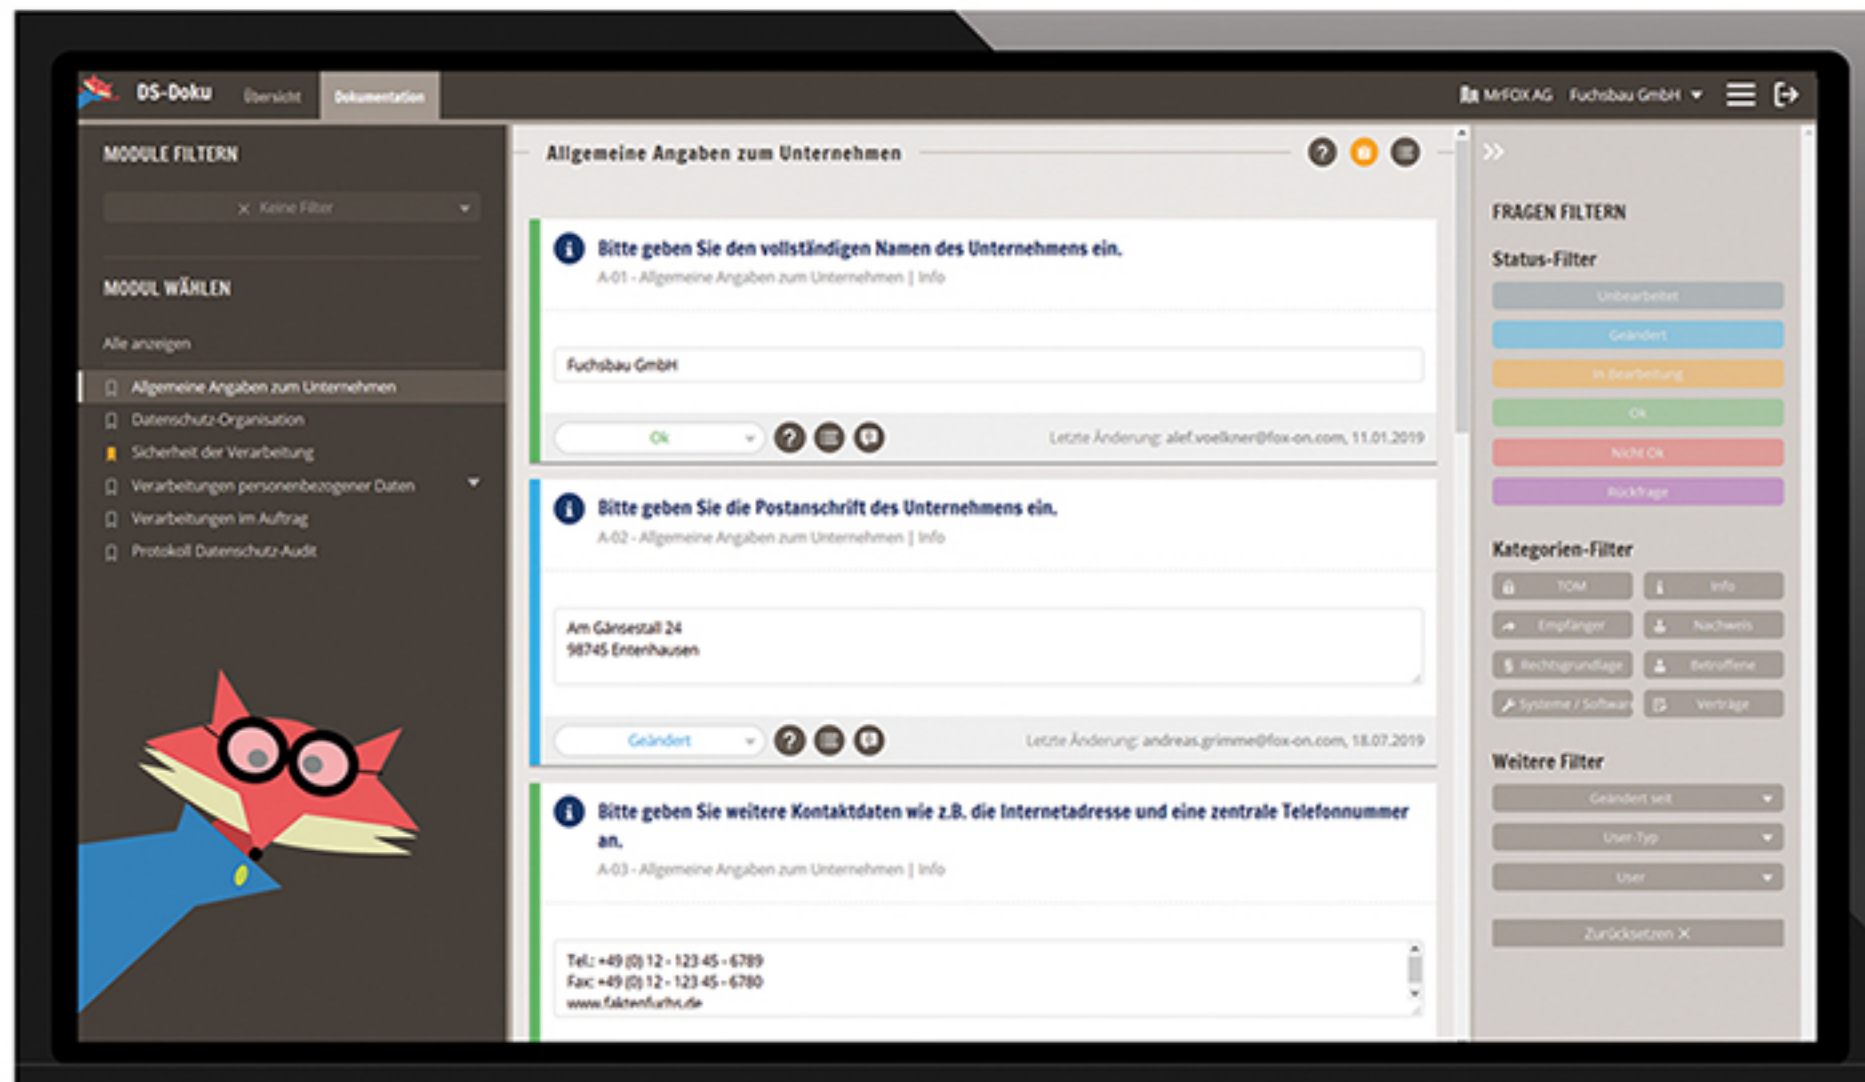 DS-Doku
Übersicht
Dokumentation
MrFOX AG
Fuchsbau GmbH
MODULE FILTERN
Keine Filter
MODUL WÄHLEN
Alle anzeigen
Allgemeine Angaben zum Unternehmen
Datenschutz-Organisation
Sicherheit der Verarbeitung
Verarbeitungen personenbezogener Daten
Verarbeitungen im Auftrag
Protokoll Datenschutz-Audit
Allgemeine Angaben zum Unternehmen
Bitte geben Sie den vollständigen Namen des Unternehmens ein.
A-01 - Allgemeine Angaben zum Unternehmen | Info
Fuchsbau GmbH
Ok
Letzte Änderung: alef.voelkner@fox-on.com, 11.01.2019
Bitte geben Sie die Postanschrift des Unternehmens ein.
A-02 - Allgemeine Angaben zum Unternehmen | Info
Am Gänsestall 24
98745 Entenhausen
Geändert
Letzte Änderung: andreas.grimme@fox-on.com, 18.07.2019
Bitte geben Sie weitere Kontaktdaten wie z.B. die Internetadresse und eine zentrale Telefonnummer
an.
A-03 - Allgemeine Angaben zum Unternehmen | Info
Tel.: +49 (0) 12 - 123 45 - 6789
Fax: +49 (0) 12 - 123 45 - 6780
www.faktenfuchs.de
FRAGEN FILTERN
Status-Filter
Unbearbeitet
Geändert
In Bearbeitung
Ok
Nicht Ok
Rückfrage
Kategorien-Filter
TOM
Info
Empfänger
Nachweis
§ Rechtsgrundlage
Betroffene
Systeme / Software
Verträge
Weitere Filter
Geändert seit
User-Typ
User
Zurücksetzen ×